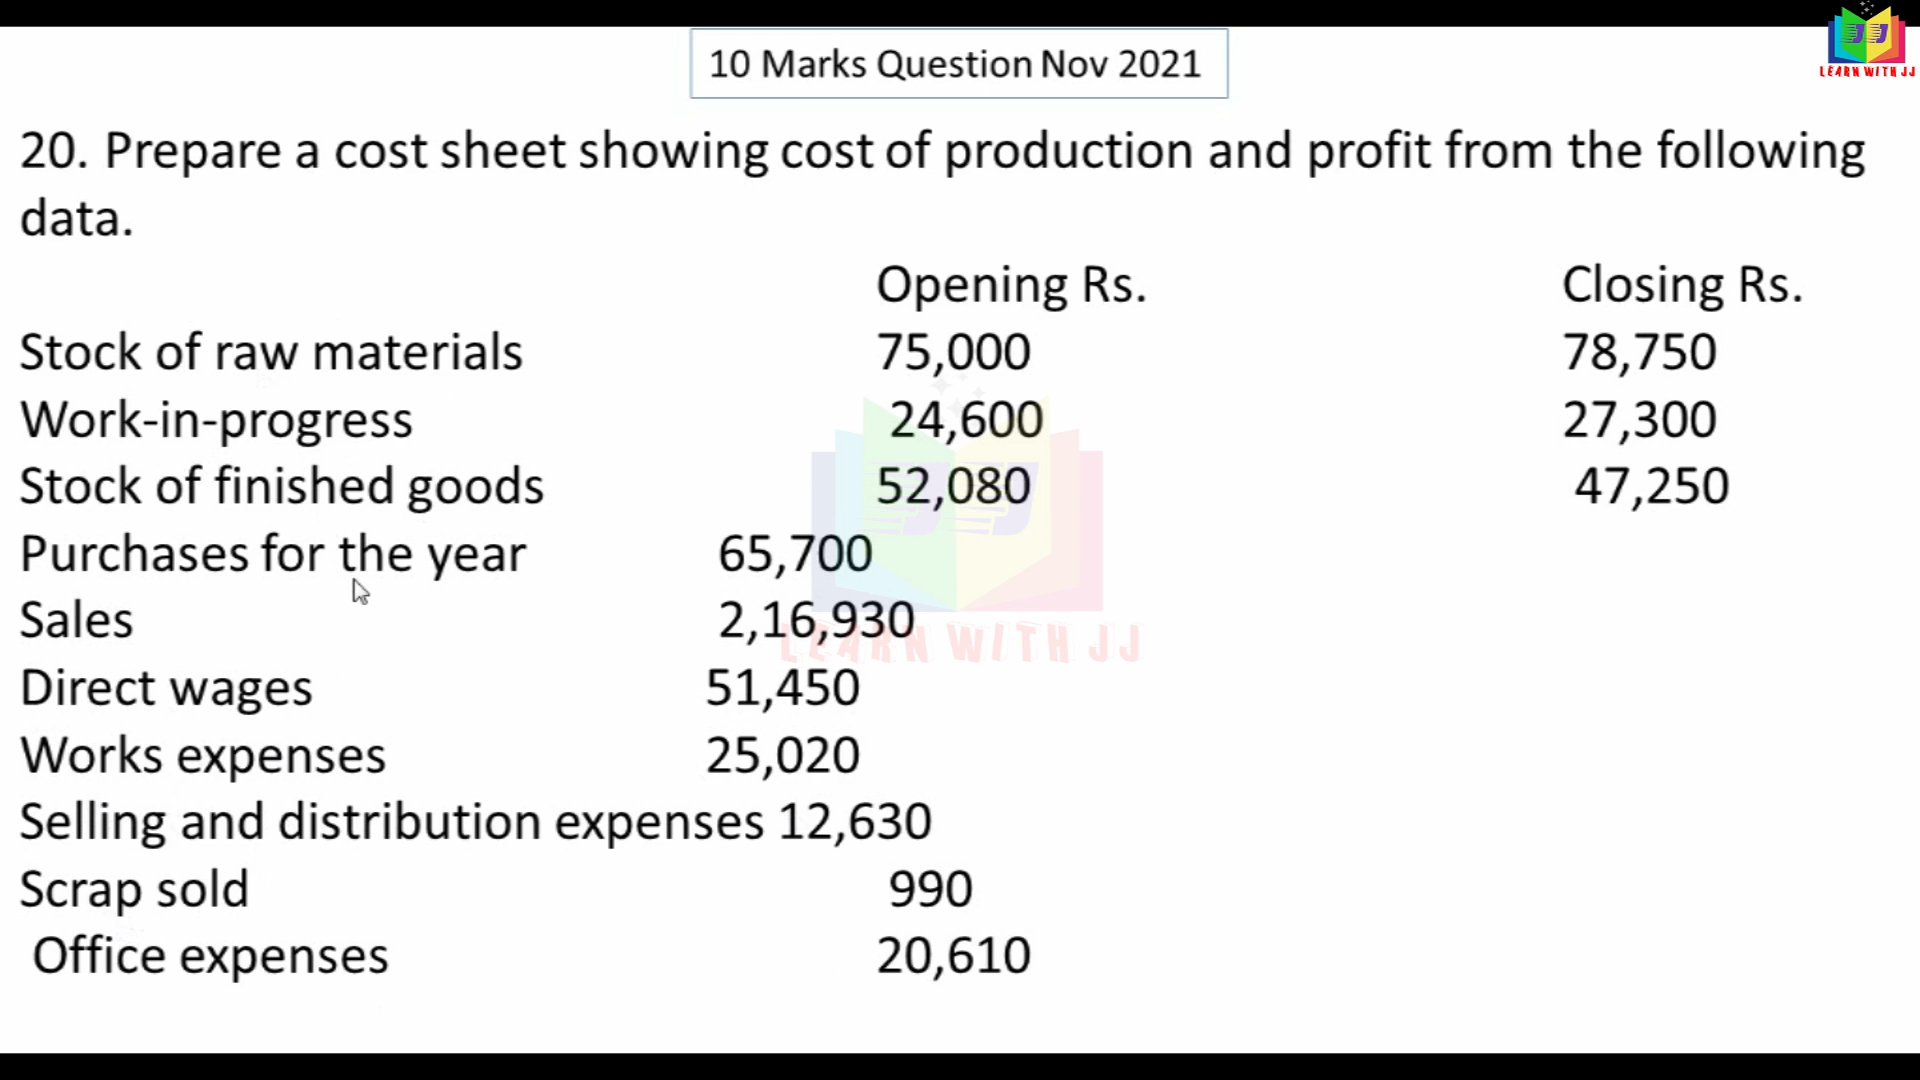 10 Marks Question Nov 2021
LEARN WITH JJ
20. Prepare a cost sheet showing cost of production and profit from the following
data.
Opening Rs. Closing Rs.
Stock of raw materials 75,000 78,750
Work-in-progress 24,600 27,300
Stock of finished goods 52,080 47,250
Purchases for the year 65,700
Sales 2,16,930
LEARN WITH JJ
Direct wages 51,450
Works expenses 25,020
Selling and distribution expenses 12,630
Scrap sold 990
Office expenses 20,610